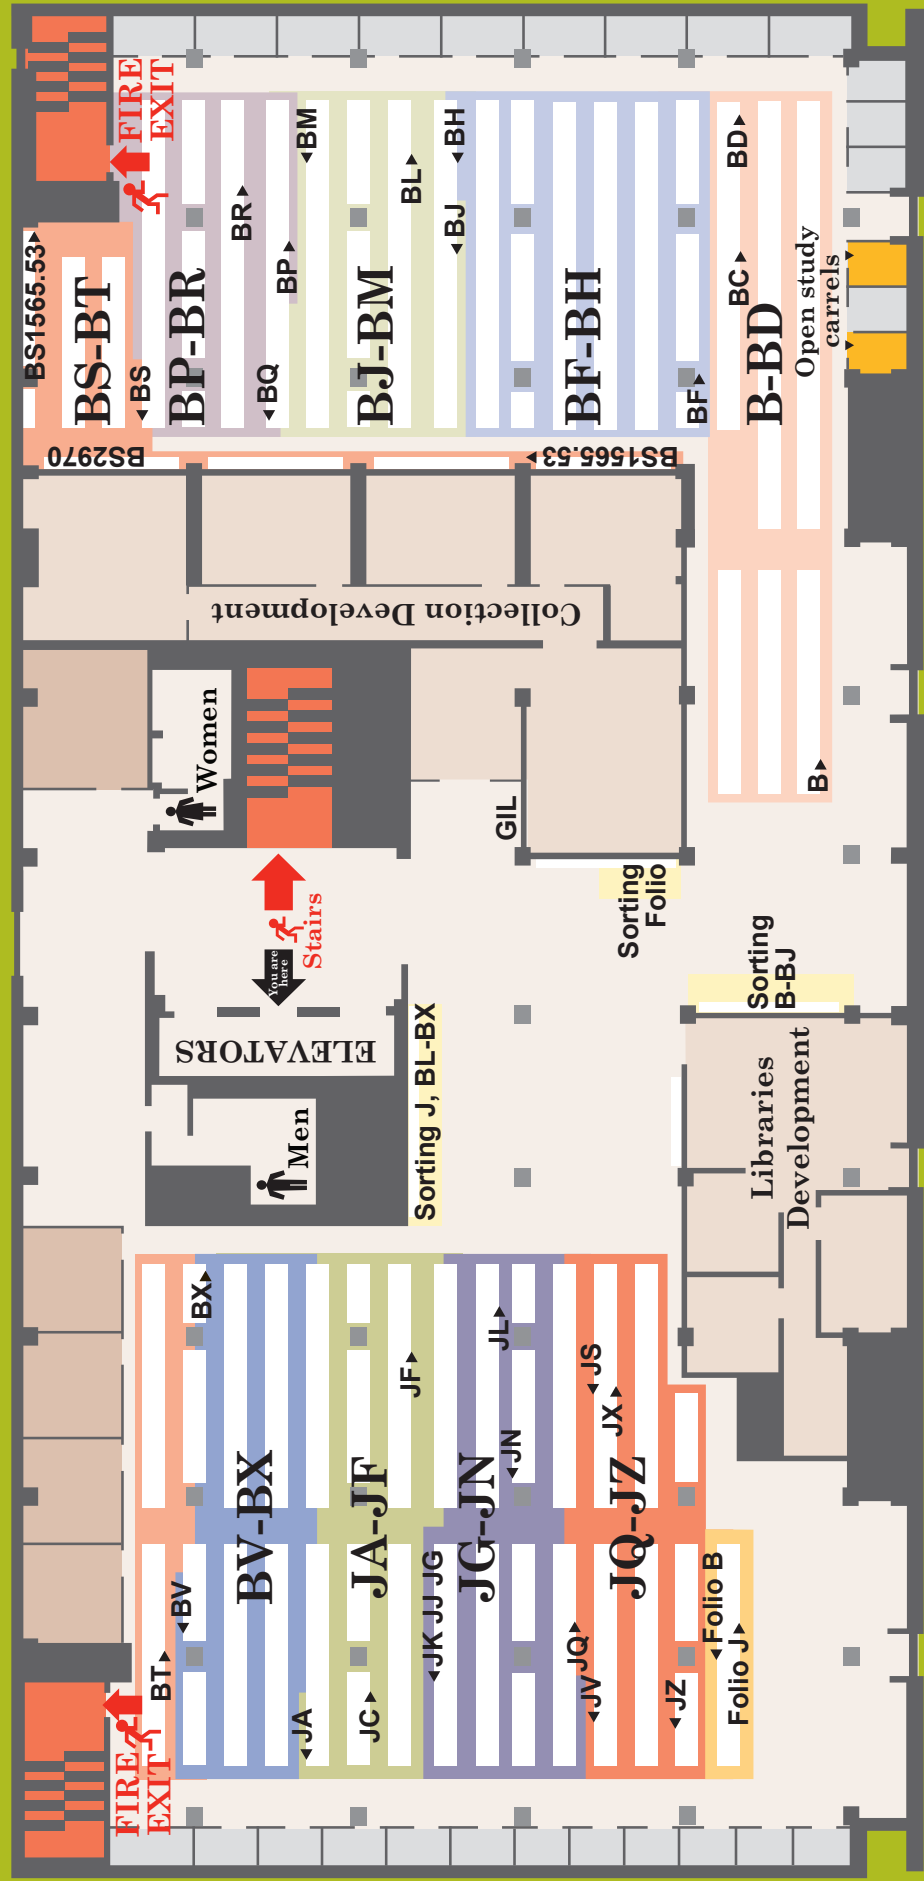 FIRE
EXIT
BS1565.53
BS-BT
BS
BP-BR
BR
BP
BQ
BM
BJ-BM
BL
BJ
BH
BF-BH
BF
BD
BC
B-BD
Open study
carrels
B
BS2970
BS1565.53
Collection Development
Women
GIL
Stairs
You are
here
ELEVATORS
Men
Sorting
Folio
Sorting
B-BJ
Sorting J, BL-BX
Libraries
Development
BX
BV-BX
BV
BT
JA
JA-JF
JF
JC
JL
JG-JN
JN
JK JJ JG
JS
JX
JQ-JZ
JQ
JV
JZ
Folio B
Folio J
FIRE
EXIT